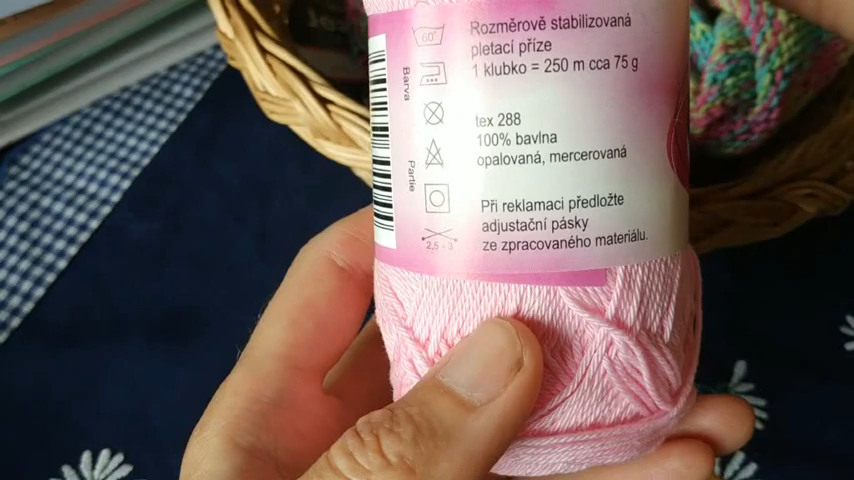 60°
Rozměrově stabilizovaná
pletací příze
1 klubko = 250 m cca 75 g
Barva
tex 288
100% bavlna
opalovaná, mercerovaná
Partie
Při reklamaci předložte
adjustační pásky
ze zpracovaného materiálu.
2,5 - 3